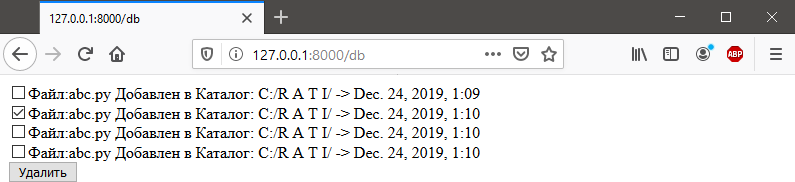 127.0.0.1:8000/db
127.0.0.1:8000/db
ABP
Файл:abc.py Добавлен в Каталог: C:/R A T I/ -> Dec. 24, 2019, 1:09
Файл:abc.py Добавлен в Каталог: C:/R A T I/ -> Dec. 24, 2019, 1:10
Файл:abc.py Добавлен в Каталог: C:/R A T I/ -> Dec. 24, 2019, 1:10
Файл:abc.py Добавлен в Каталог: C:/R A T I/ -> Dec. 24, 2019, 1:10
Удалить